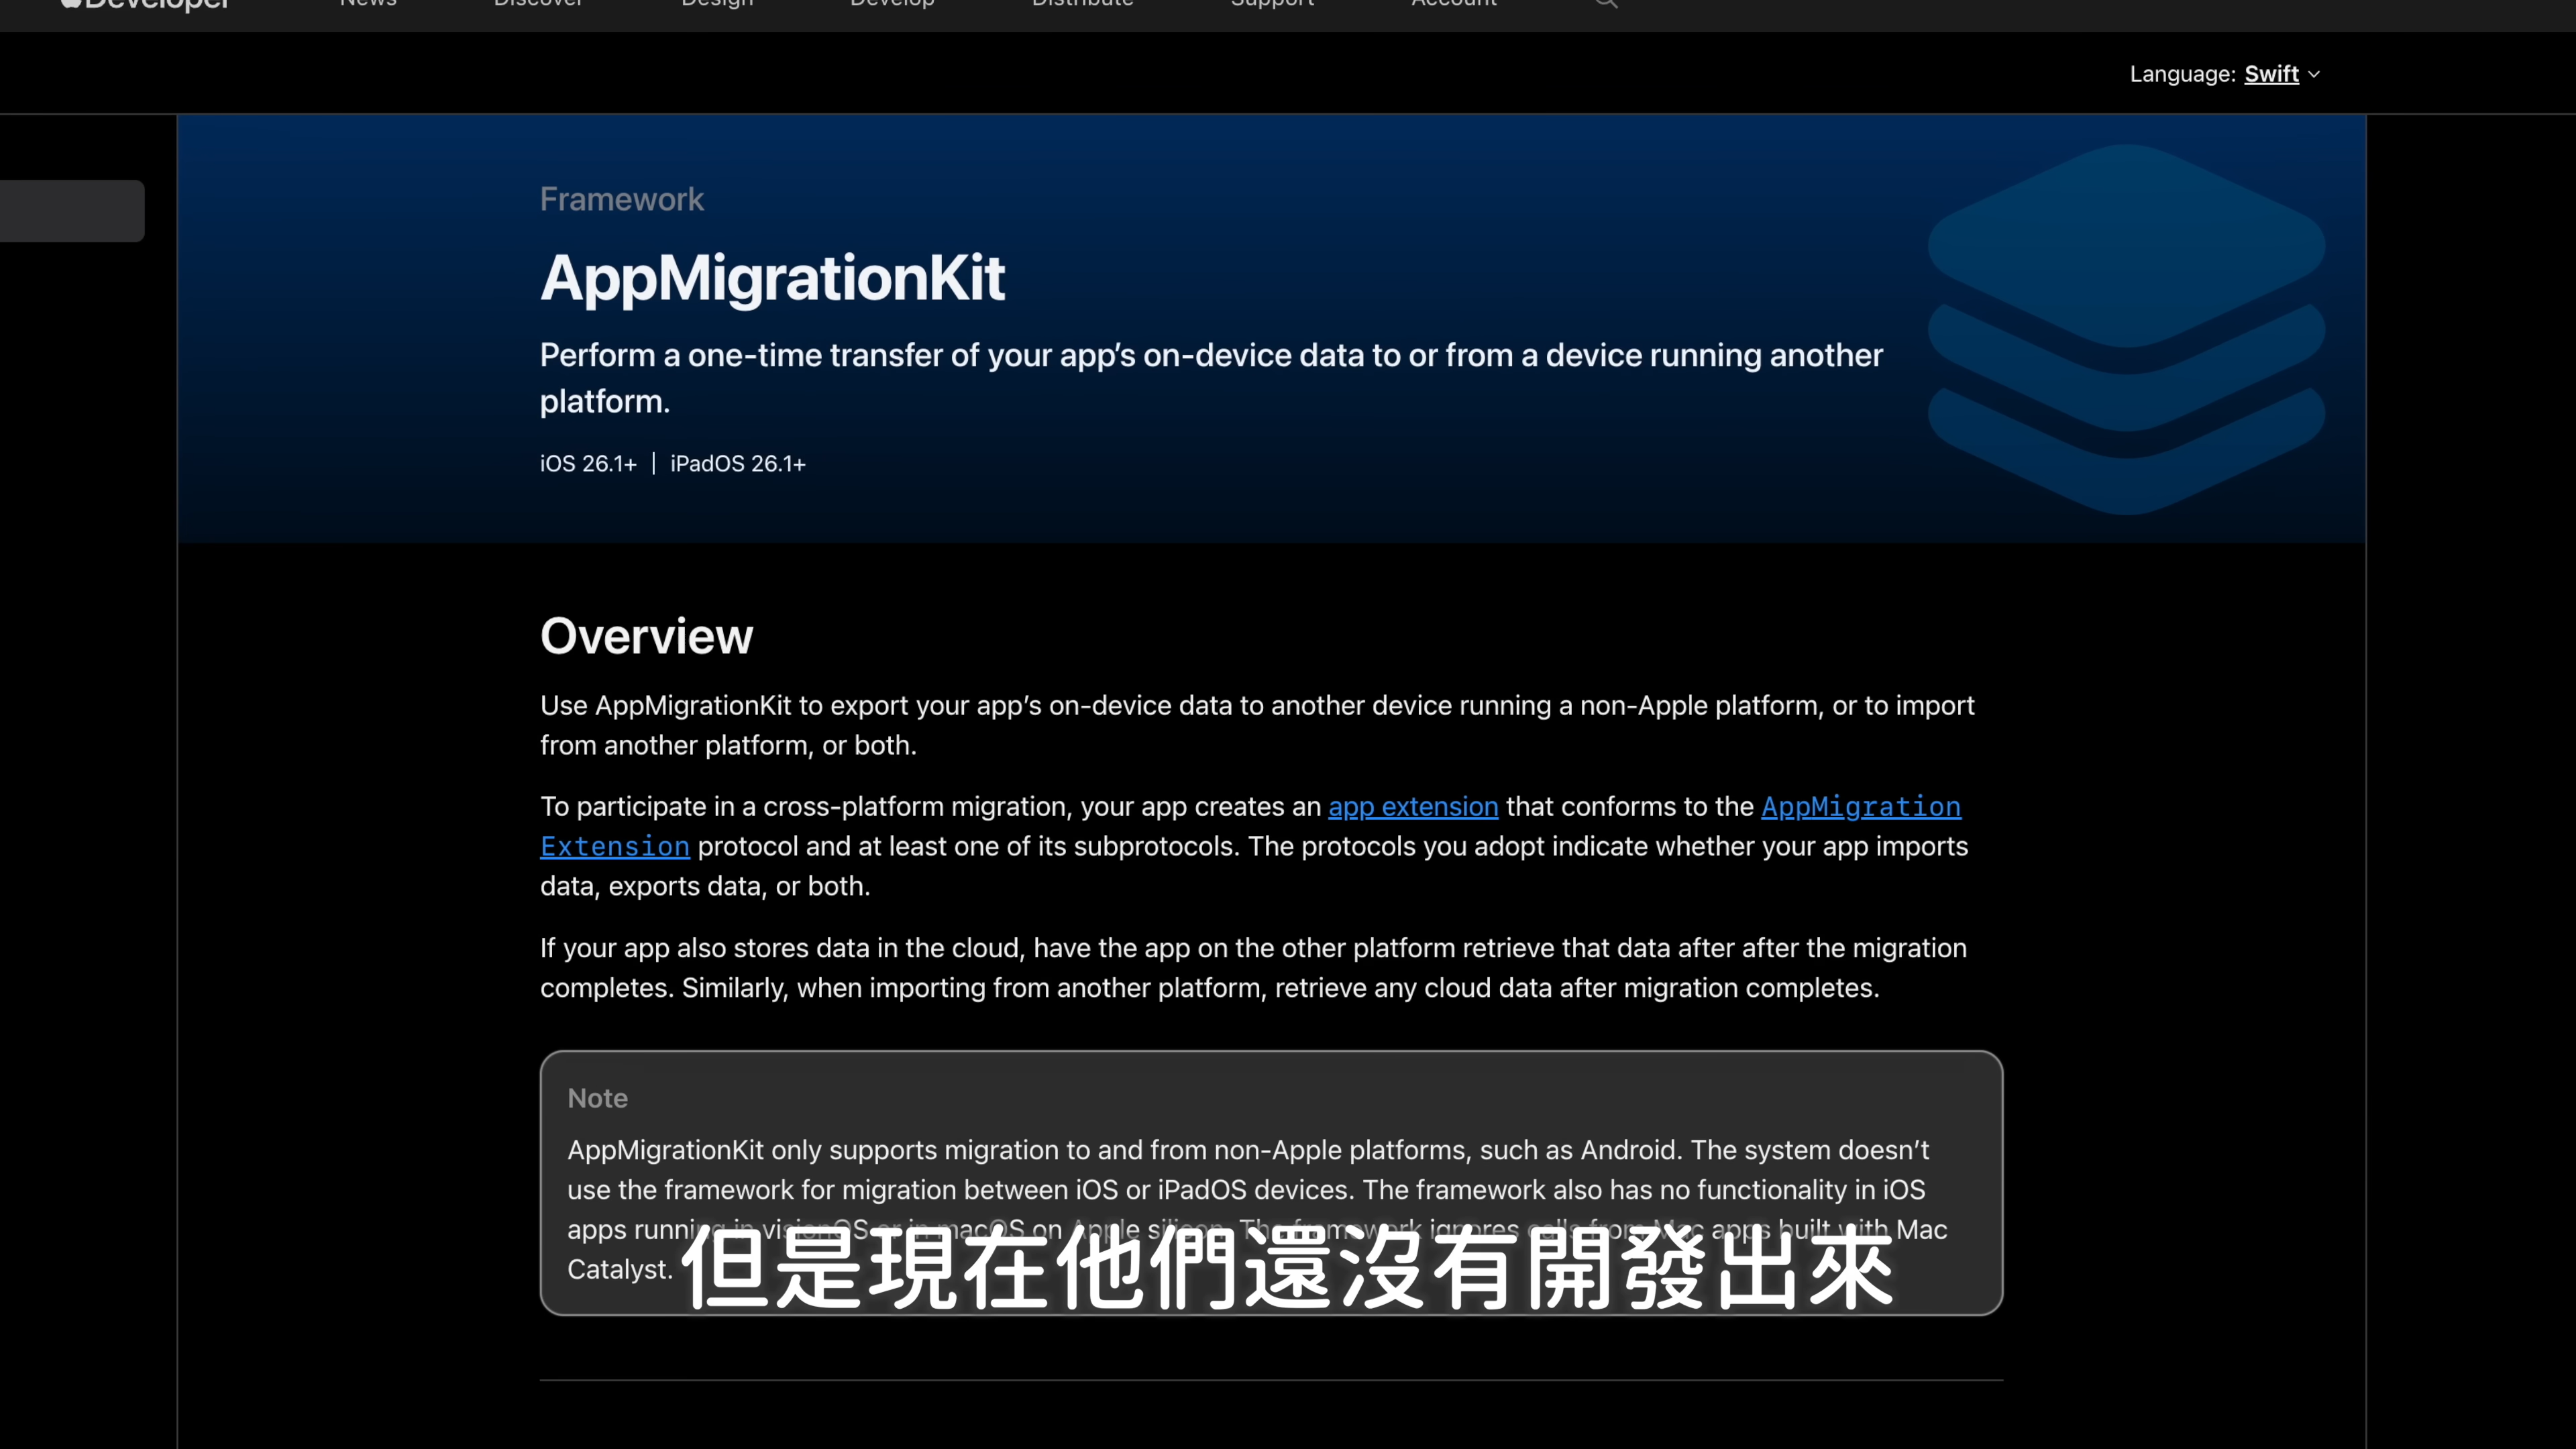 Developer News Discover Design Develop Distribute Support Account
Language: Swift
Framework
AppMigrationKit
Perform a one-time transfer of your app’s on-device data to or from a device running another
platform.
iOS 26.1+ | iPadOS 26.1+
Overview
Use AppMigrationKit to export your app’s on-device data to another device running a non-Apple platform, or to import
from another platform, or both.
To participate in a cross-platform migration, your app creates an app extension that conforms to the AppMigration
Extension protocol and at least one of its subprotocols. The protocols you adopt indicate whether your app imports
data, exports data, or both.
If your app also stores data in the cloud, have the app on the other platform retrieve that data after after the migration
completes. Similarly, when importing from another platform, retrieve any cloud data after migration completes.
Note
AppMigrationKit only supports migration to and from non-Apple platforms, such as Android. The system doesn’t
use the framework for migration between iOS or iPadOS devices. The framework also has no functionality in iOS
apps running in visionOS or in macOS on Apple silicon. The framework ignores calls from Mac apps built with Mac
Catalyst.
但是現在他們還沒有開發出來